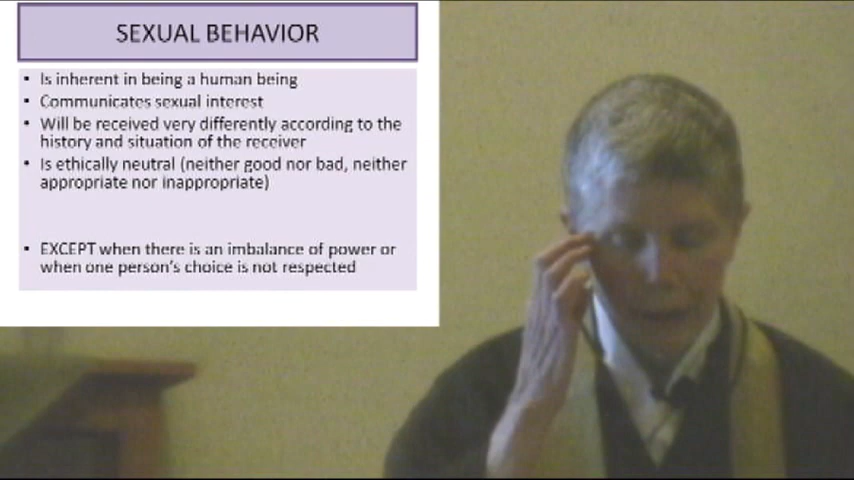 SEXUAL BEHAVIOR
• Is inherent in being a human being
• Communicates sexual interest
• Will be received very differently according to the
history and situation of the receiver
• Is ethically neutral (neither good nor bad, neither
appropriate nor inappropriate)
• EXCEPT when there is an imbalance of power or
when one person's choice is not respected